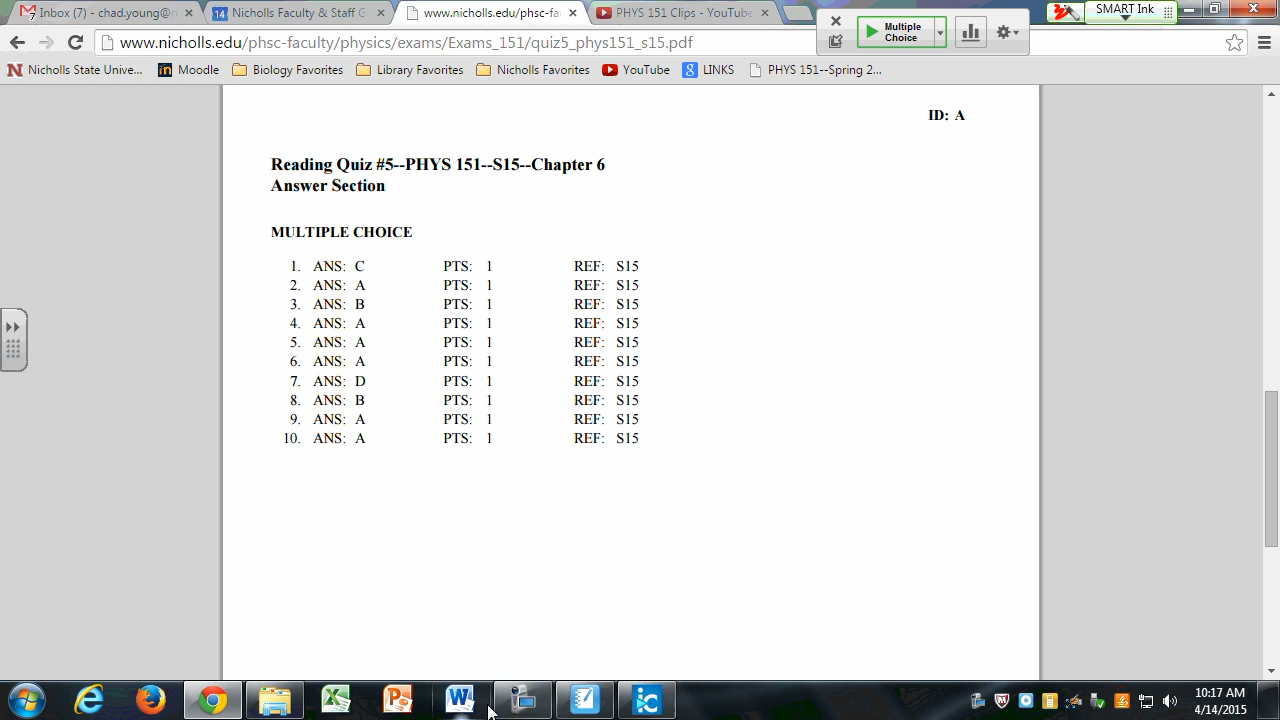 Inbox (7) - chad.young@n
Nicholls Faculty & Staff C
www.nicholls.edu/phsc-fa
PHYS 151 Clips - YouTube
Multiple
Choice
SMART Ink
www.nicholls.edu/phsc-faculty/physics/exams/Exams_151/quiz5_phys151_s15.pdf
Nicholls State Unive... Moodle Biology Favorites Library Favorites Nicholls Favorites YouTube LINKS PHYS 151--Spring 2...
ID: A
Reading Quiz #5--PHYS 151--S15--Chapter 6
Answer Section
MULTIPLE CHOICE
1. ANS: C PTS: 1 REF: S15
2. ANS: A PTS: 1 REF: S15
3. ANS: B PTS: 1 REF: S15
4. ANS: A PTS: 1 REF: S15
5. ANS: A PTS: 1 REF: S15
6. ANS: A PTS: 1 REF: S15
7. ANS: D PTS: 1 REF: S15
8. ANS: B PTS: 1 REF: S15
9. ANS: A PTS: 1 REF: S15
10. ANS: A PTS: 1 REF: S15
10:17 AM
4/14/2015